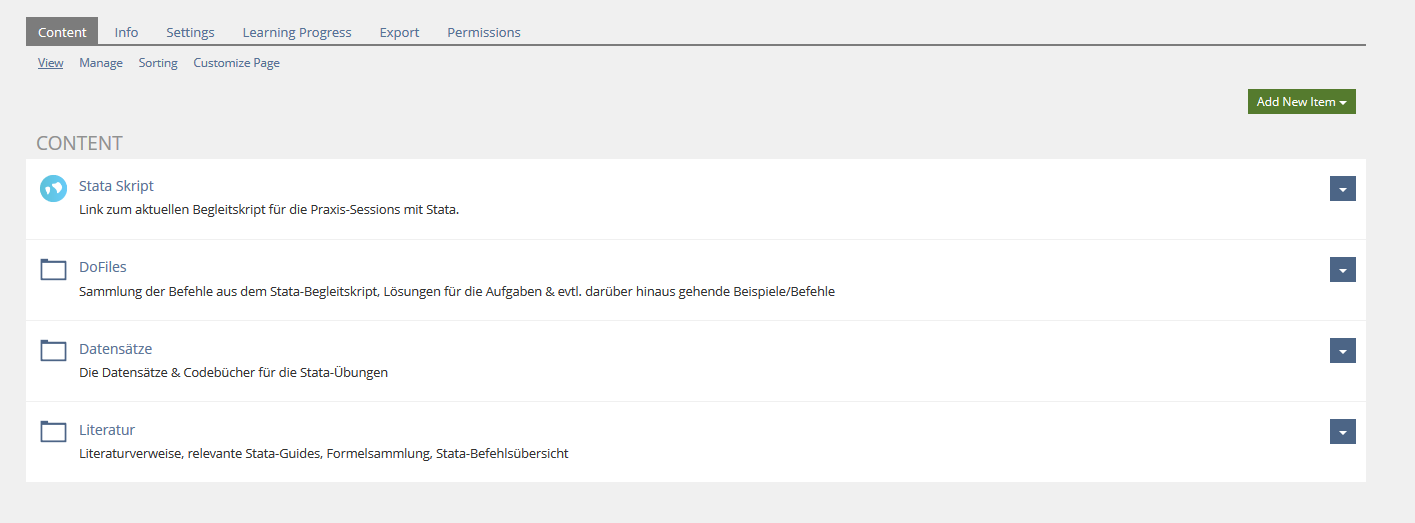 Content Info Settings Learning Progress Export Permissions
View Manage Sorting Customize Page
Add New Item
CONTENT
Stata Skript
Link zum aktuellen Begleitskript für die Praxis-Sessions mit Stata.
DoFiles
Sammlung der Befehle aus dem Stata-Begleitskript, Lösungen für die Aufgaben & evtl. darüber hinaus gehende Beispiele/Befehle
Datensätze
Die Datensätze & Codebücher für die Stata-Übungen
Literatur
Literaturverweise, relevante Stata-Guides, Formelsammlung, Stata-Befehlsübersicht